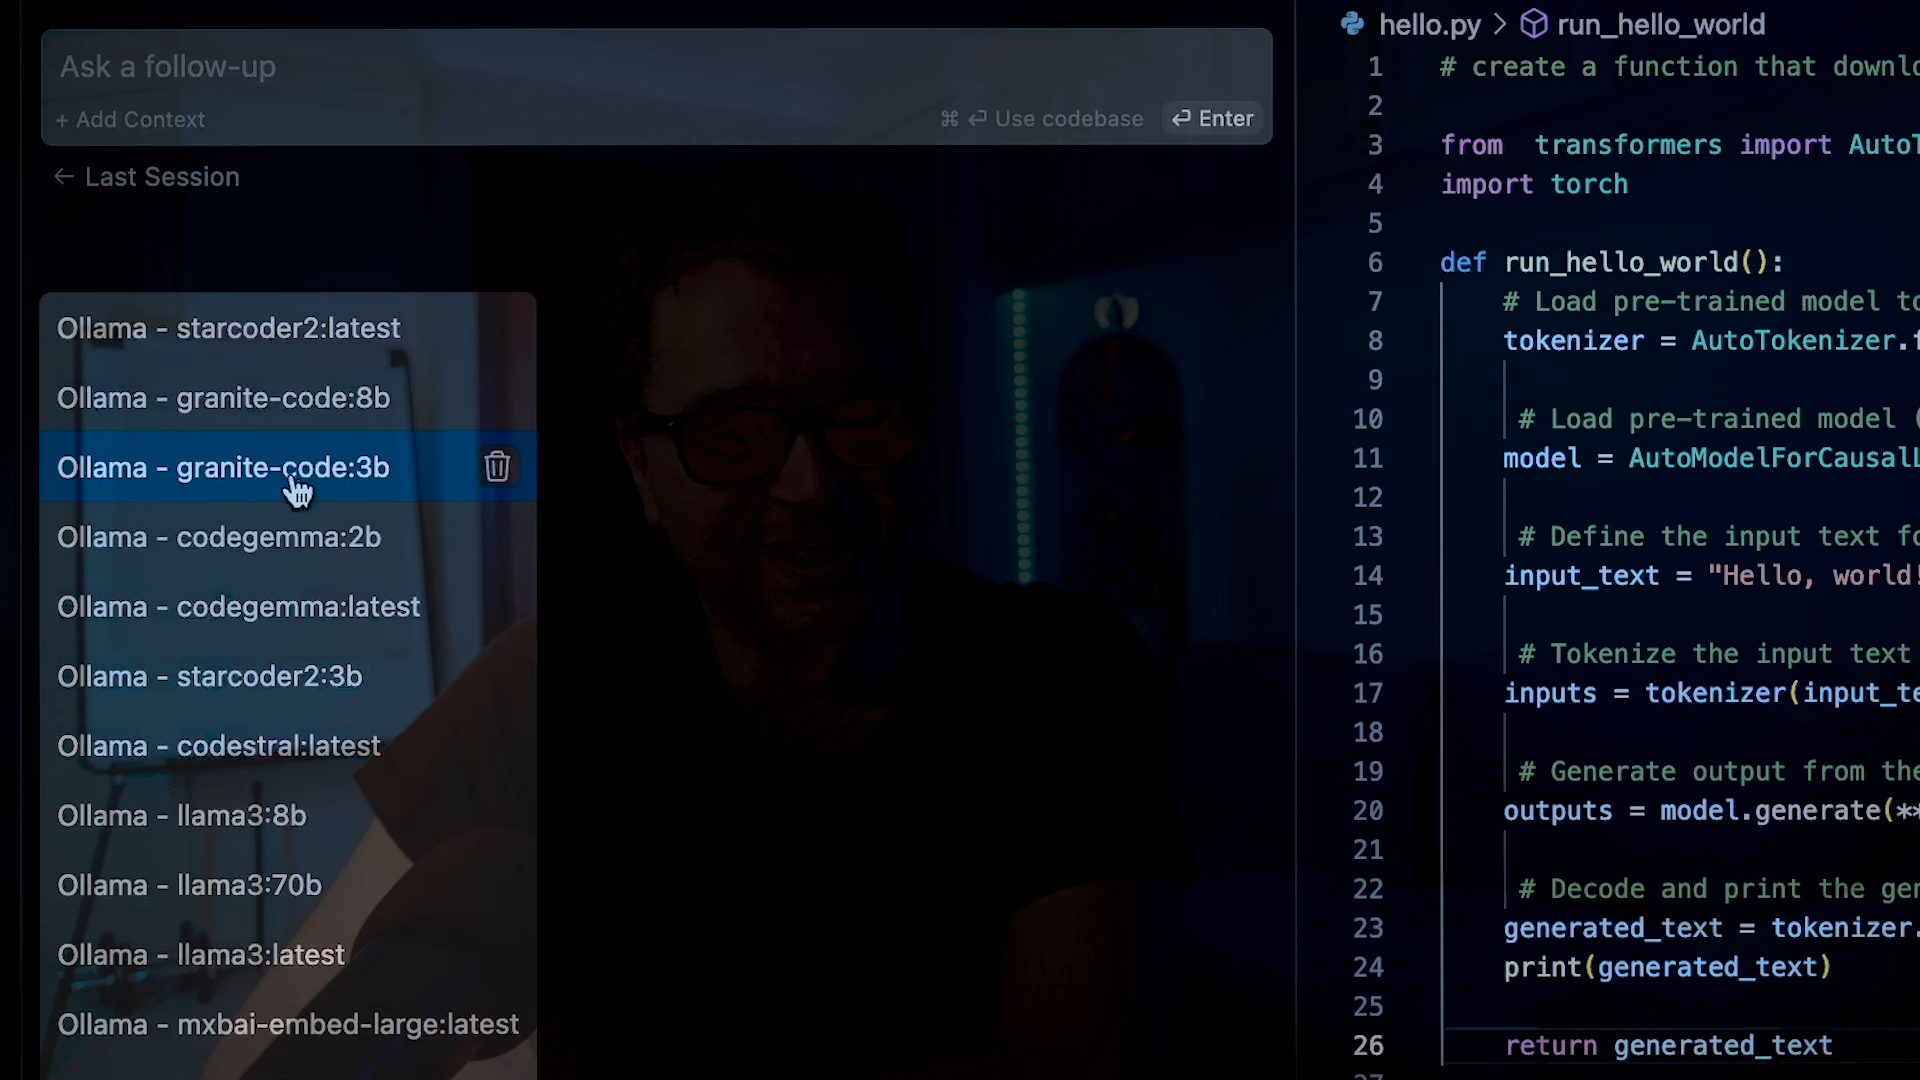 Ask a follow-up
+ Add Context
⌘ ⏎ Use codebase
⏎ Enter
← Last Session
Ollama - starcoder2:latest
Ollama - granite-code:8b
Ollama - granite-code:3b
Ollama - codegemma:2b
Ollama - codegemma:latest
Ollama - starcoder2:3b
Ollama - codestral:latest
Ollama - llama3:8b
Ollama - llama3:70b
Ollama - llama3:latest
Ollama - mxbai-embed-large:latest
hello.py > run_hello_world
1 # create a function that downlo
2
3 from transformers import AutoT
4 import torch
5
6 def run_hello_world():
7 # Load pre-trained model to
8 tokenizer = AutoTokenizer.f
9
10 # Load pre-trained model (
11 model = AutoModelForCausalL
12
13 # Define the input text fo
14 input_text = "Hello, world!
15
16 # Tokenize the input text
17 inputs = tokenizer(input_te
18
19 # Generate output from the
20 outputs = model.generate(**
21
22 # Decode and print the gen
23 generated_text = tokenizer.
24 print(generated_text)
25
26 return generated_text